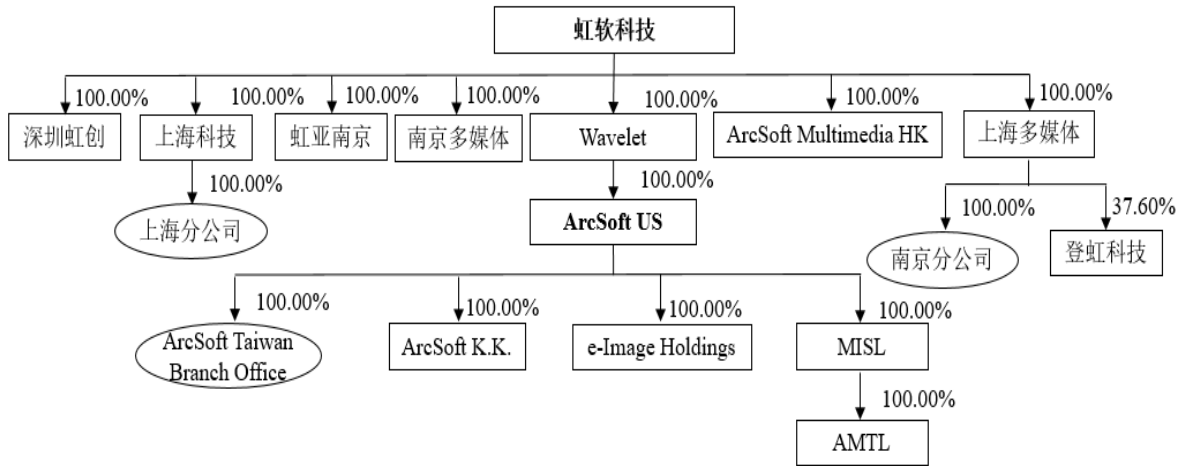 虹软科技
100.00%
100.00%
100.00%
100.00%
100.00%
100.00%
100.00%
深圳虹创
上海科技
虹亚南京
南京多媒体
Wavelet
ArcSoft Multimedia HK
上海多媒体
100.00%
100.00%
100.00%
37.60%
上海分公司
ArcSoft US
南京分公司
登虹科技
100.00%
100.00%
100.00%
100.00%
ArcSoft Taiwan
Branch Office
ArcSoft K.K.
e-Image Holdings
MISL
100.00%
AMTL